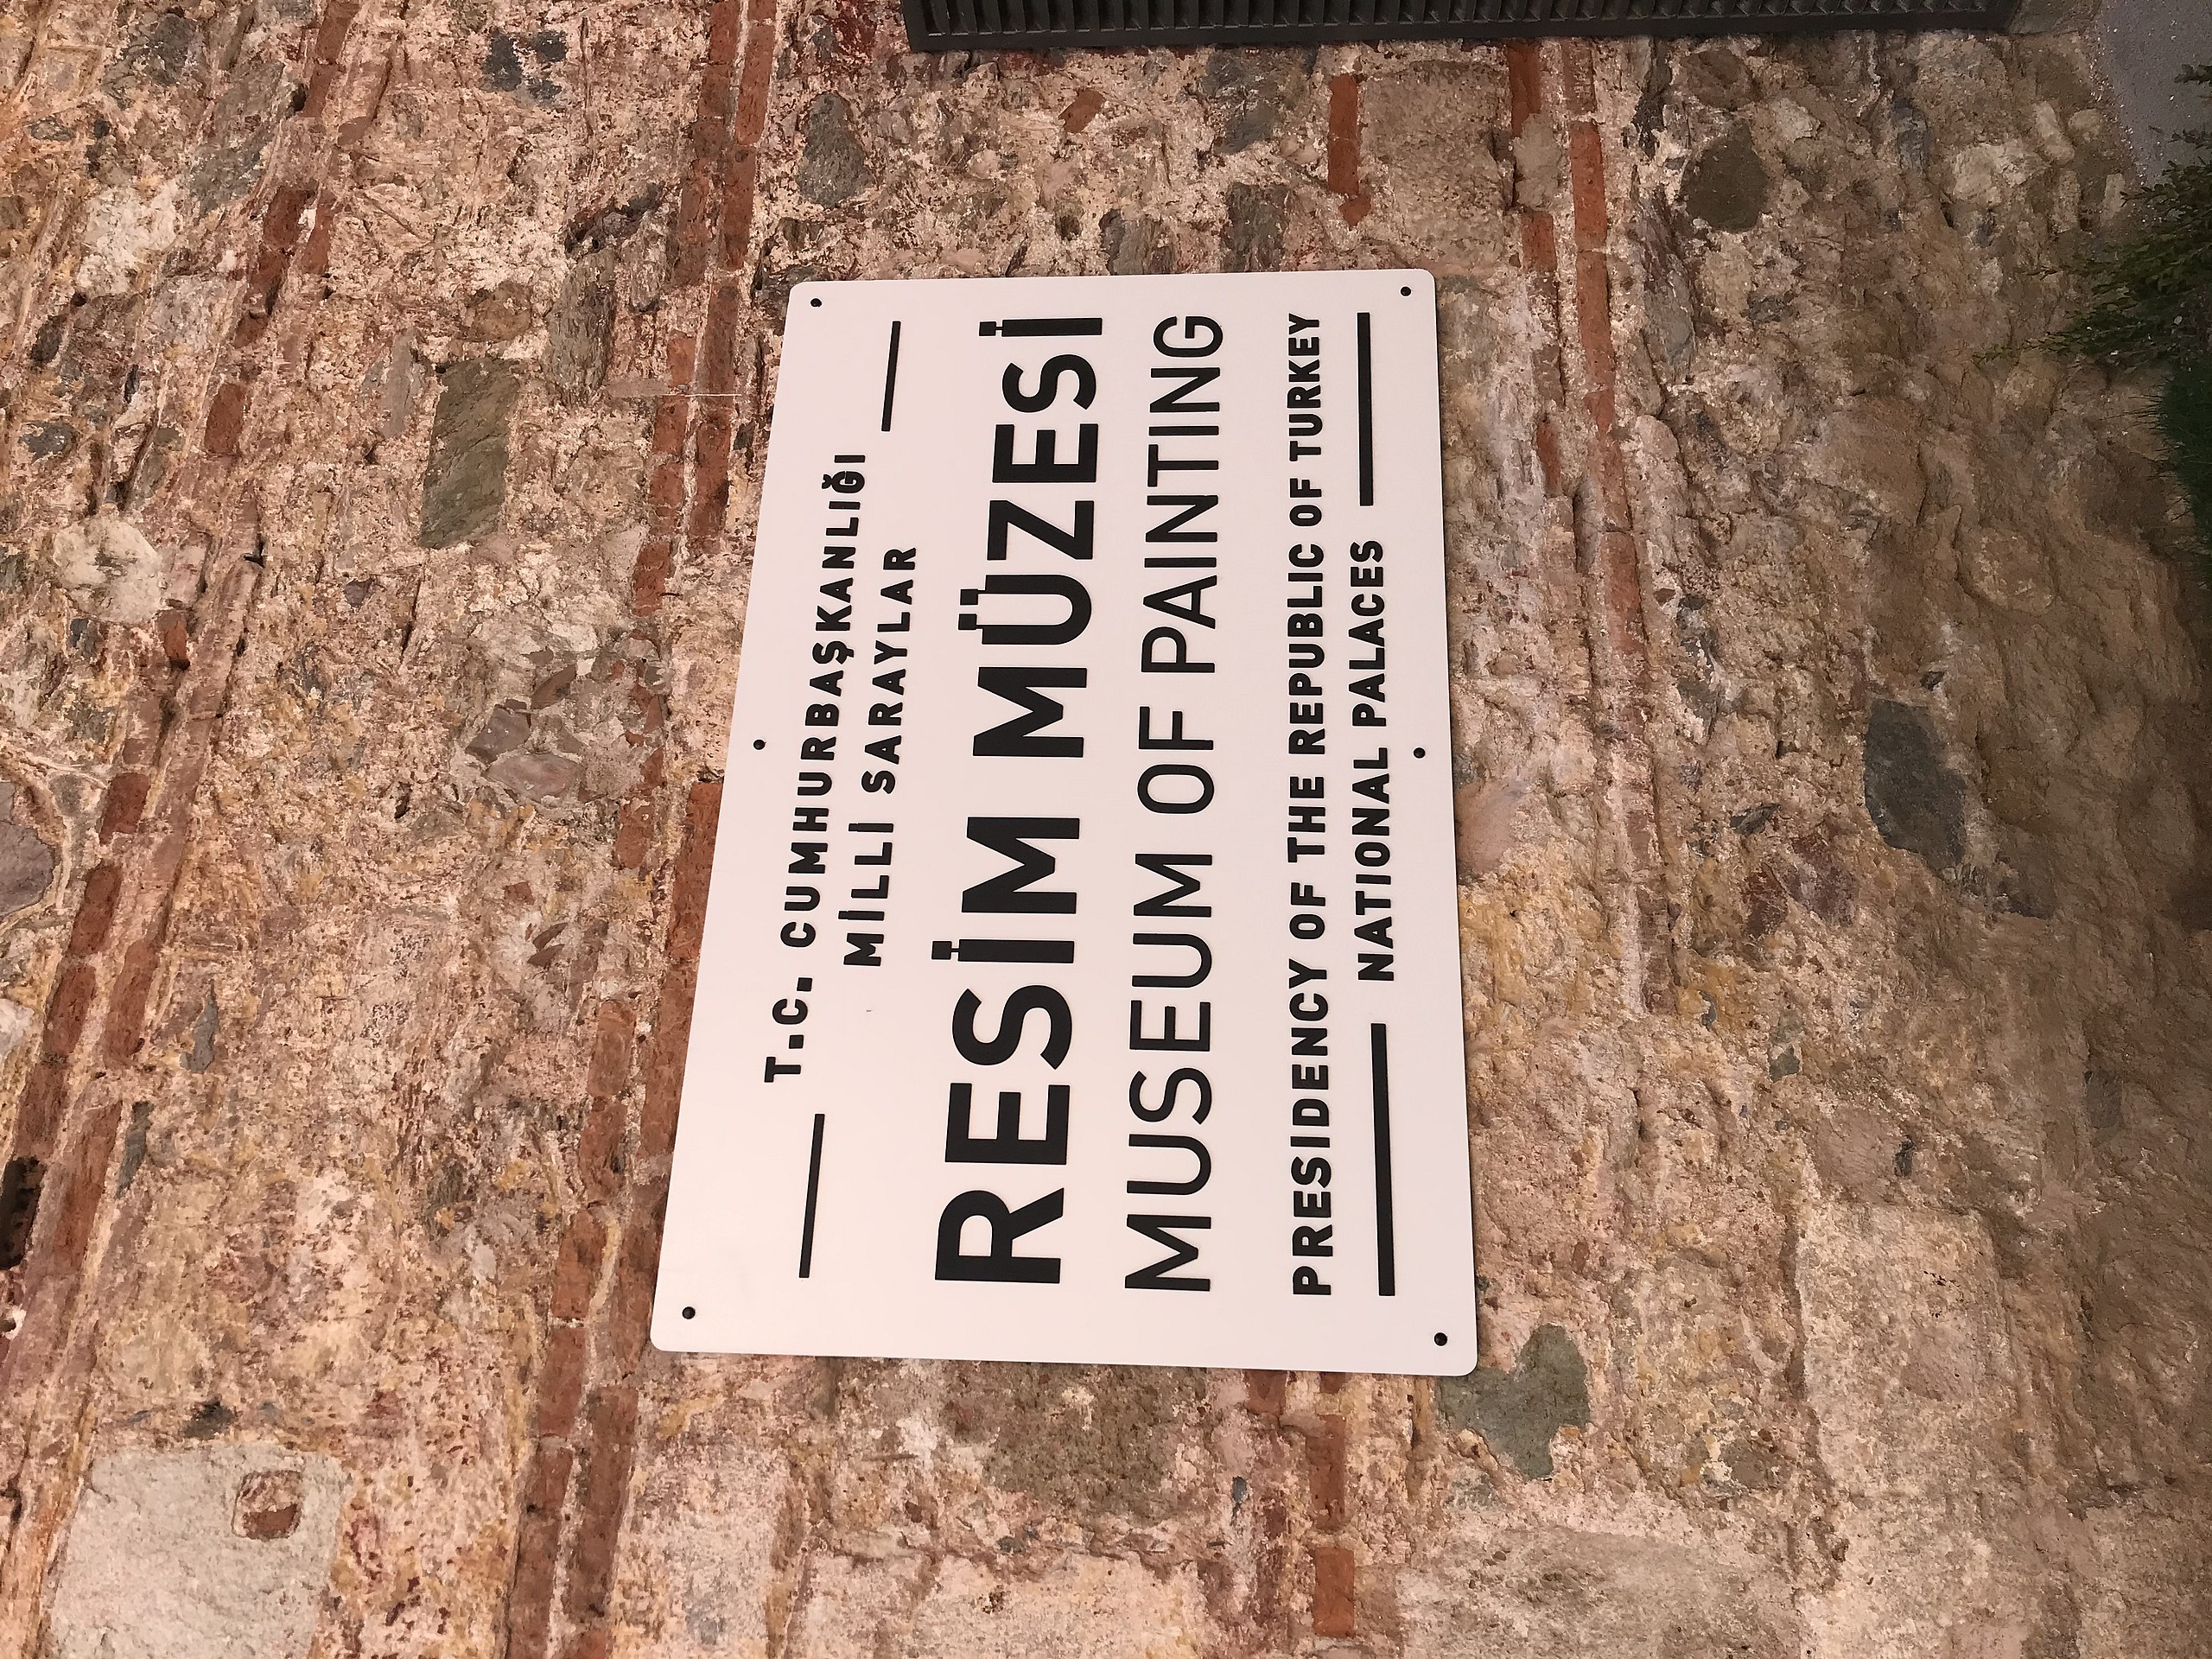 T.C. CUMHURBAŞKANLIĞI
MİLLİ SARAYLAR
RESİM MÜZESİ
MUSEUM OF PAINTING
PRESIDENCY OF THE REPUBLIC OF TURKEY
NATIONAL PALACES